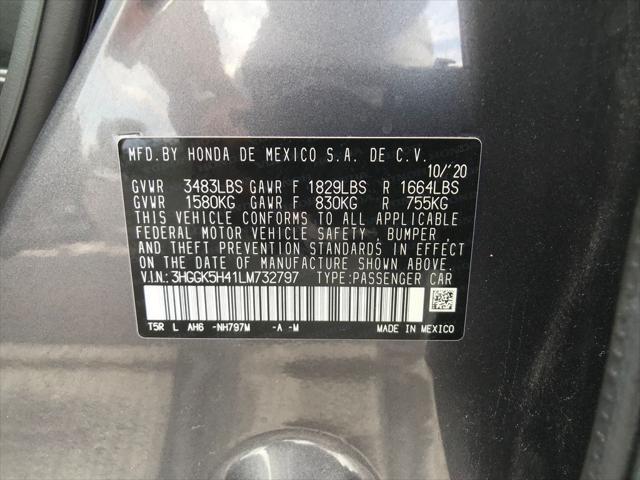 MFD. BY HONDA DE MEXICO S.A. DE C.V.
10/'20
GVWR 3483LBS GAWR F 1829LBS R 1664LBS
GVWR 1580KG GAWR F 830KG R 755KG
THIS VEHICLE CONFORMS TO ALL APPLICABLE
FEDERAL MOTOR VEHICLE SAFETY, BUMPER
AND THEFT PREVENTION STANDARDS IN EFFECT
ON THE DATE OF MANUFACTURE SHOWN ABOVE.
V.I.N.: 3HGGK5H41LM732797 TYPE: PASSENGER CAR
T5R L AH6 -NH797M -A -M MADE IN MEXICO